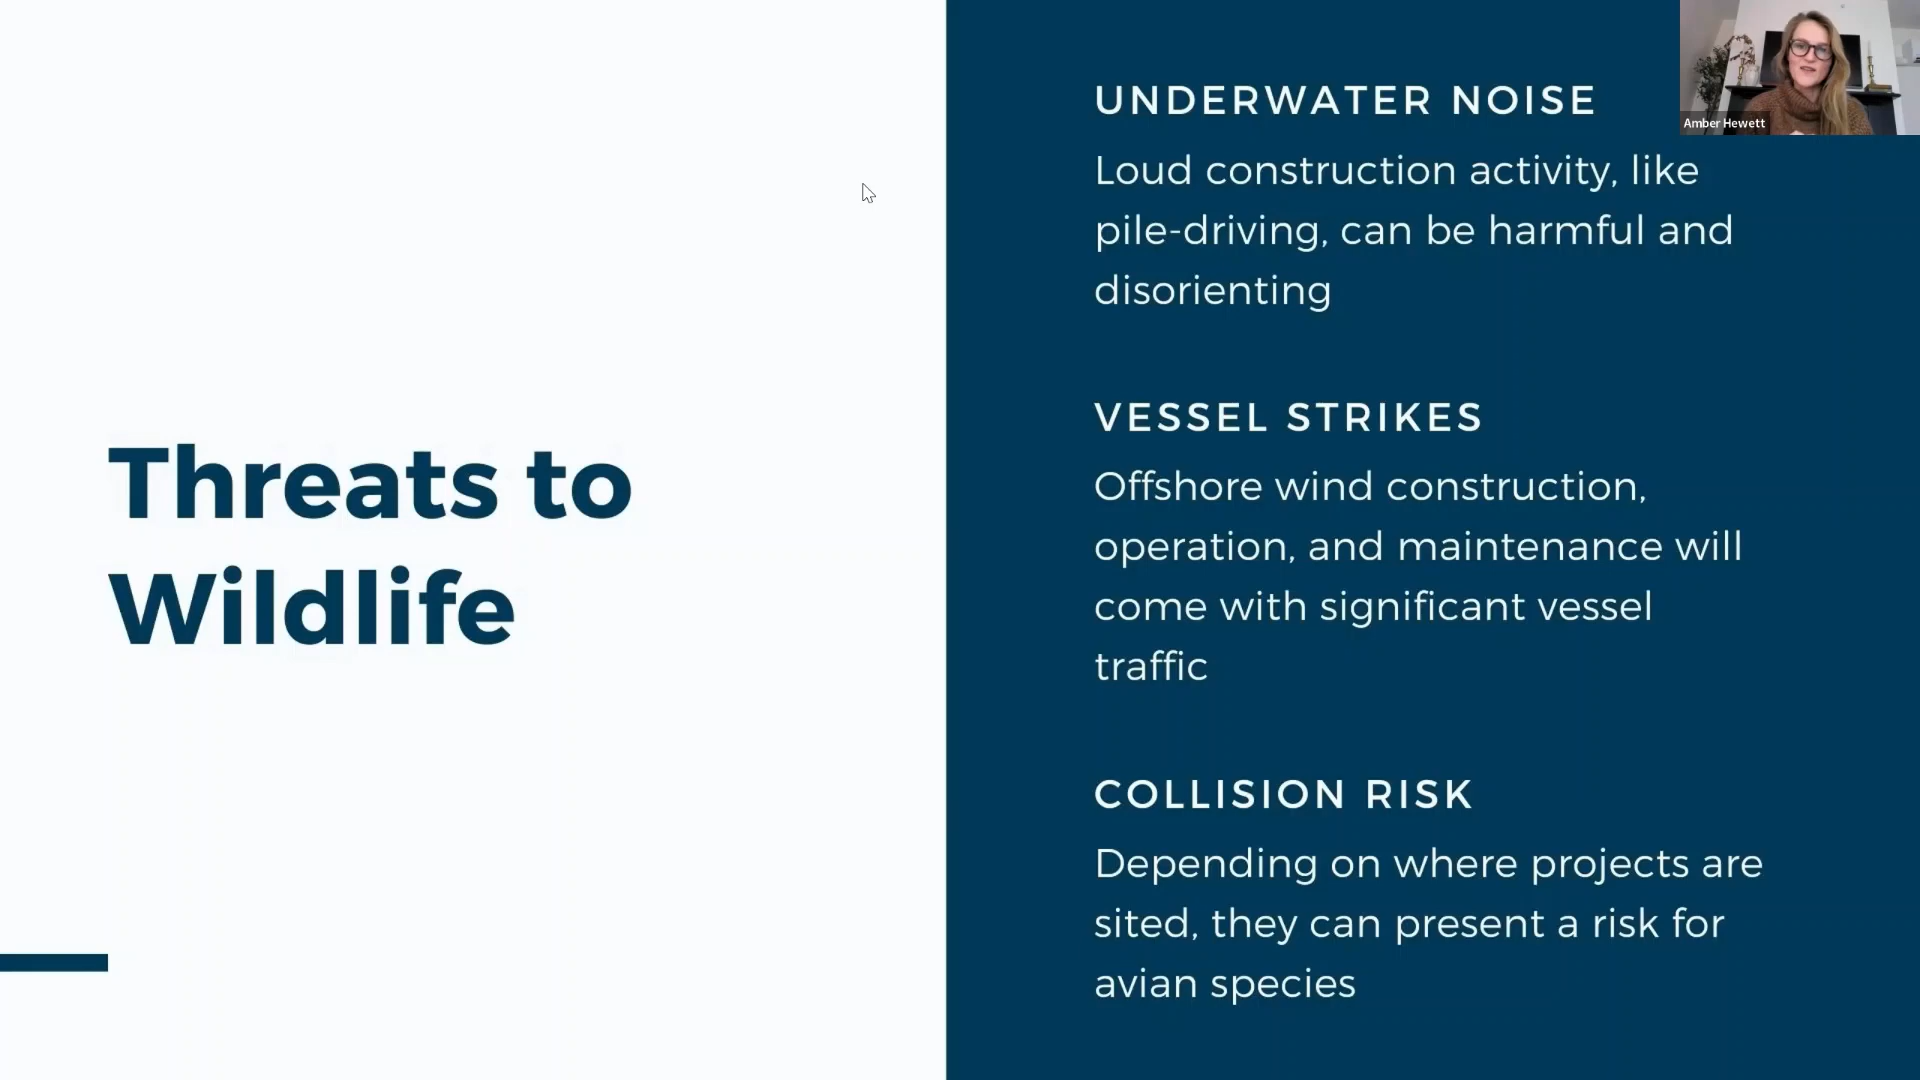 Threats to
Wildlife
UNDERWATER NOISE
Loud construction activity, like
pile-driving, can be harmful and
disorienting
VESSEL STRIKES
Offshore wind construction,
operation, and maintenance will
come with significant vessel
traffic
COLLISION RISK
Depending on where projects are
sited, they can present a risk for
avian species
Amber Hewett